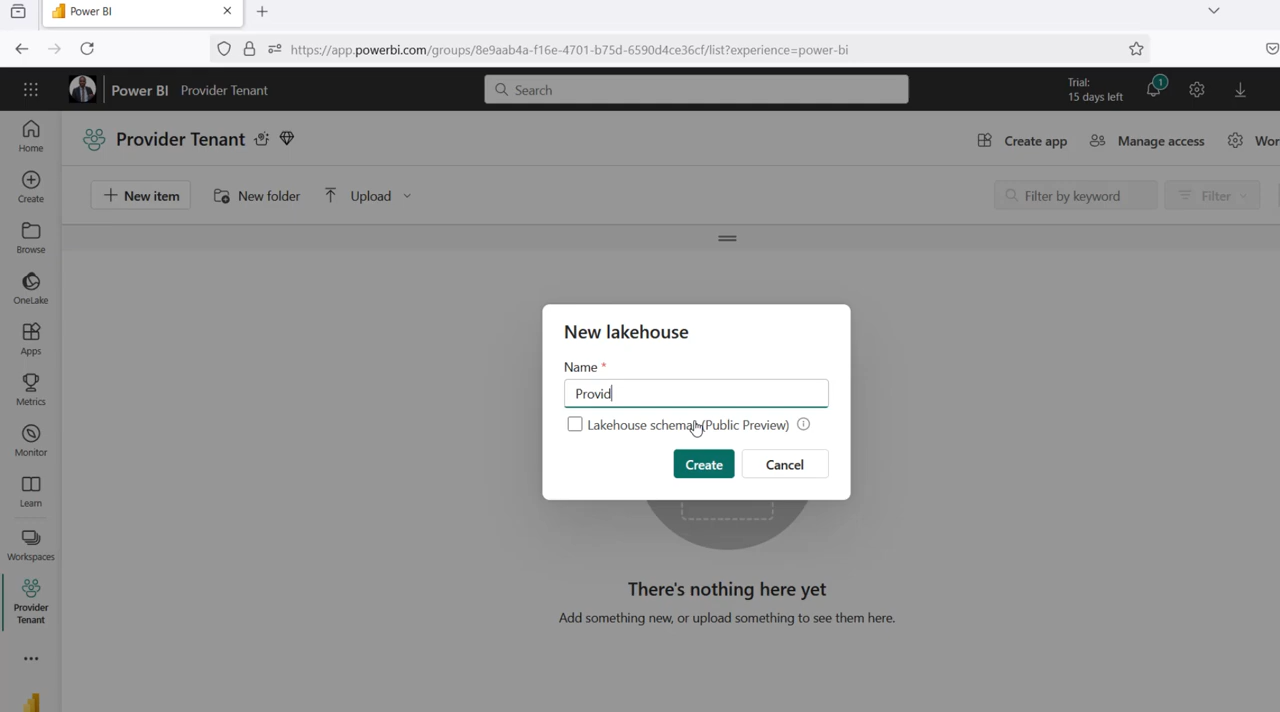 Power BI
https://app.powerbi.com/groups/8e9aab4a-f16e-4701-b75d-6590d4ce36cf/list?experience=power-bi
Power BI Provider Tenant
Search
Trial:
15 days left
1
Home
Create
Browse
OneLake
Apps
Metrics
Monitor
Learn
Workspaces
Provider
Tenant
Provider Tenant
Create app
Manage access
Wor
New item
New folder
Upload
Filter by keyword
Filter
New lakehouse
Name *
Provid
Lakehouse schemas (Public Preview)
Create
Cancel
There's nothing here yet
Add something new, or upload something to see them here.